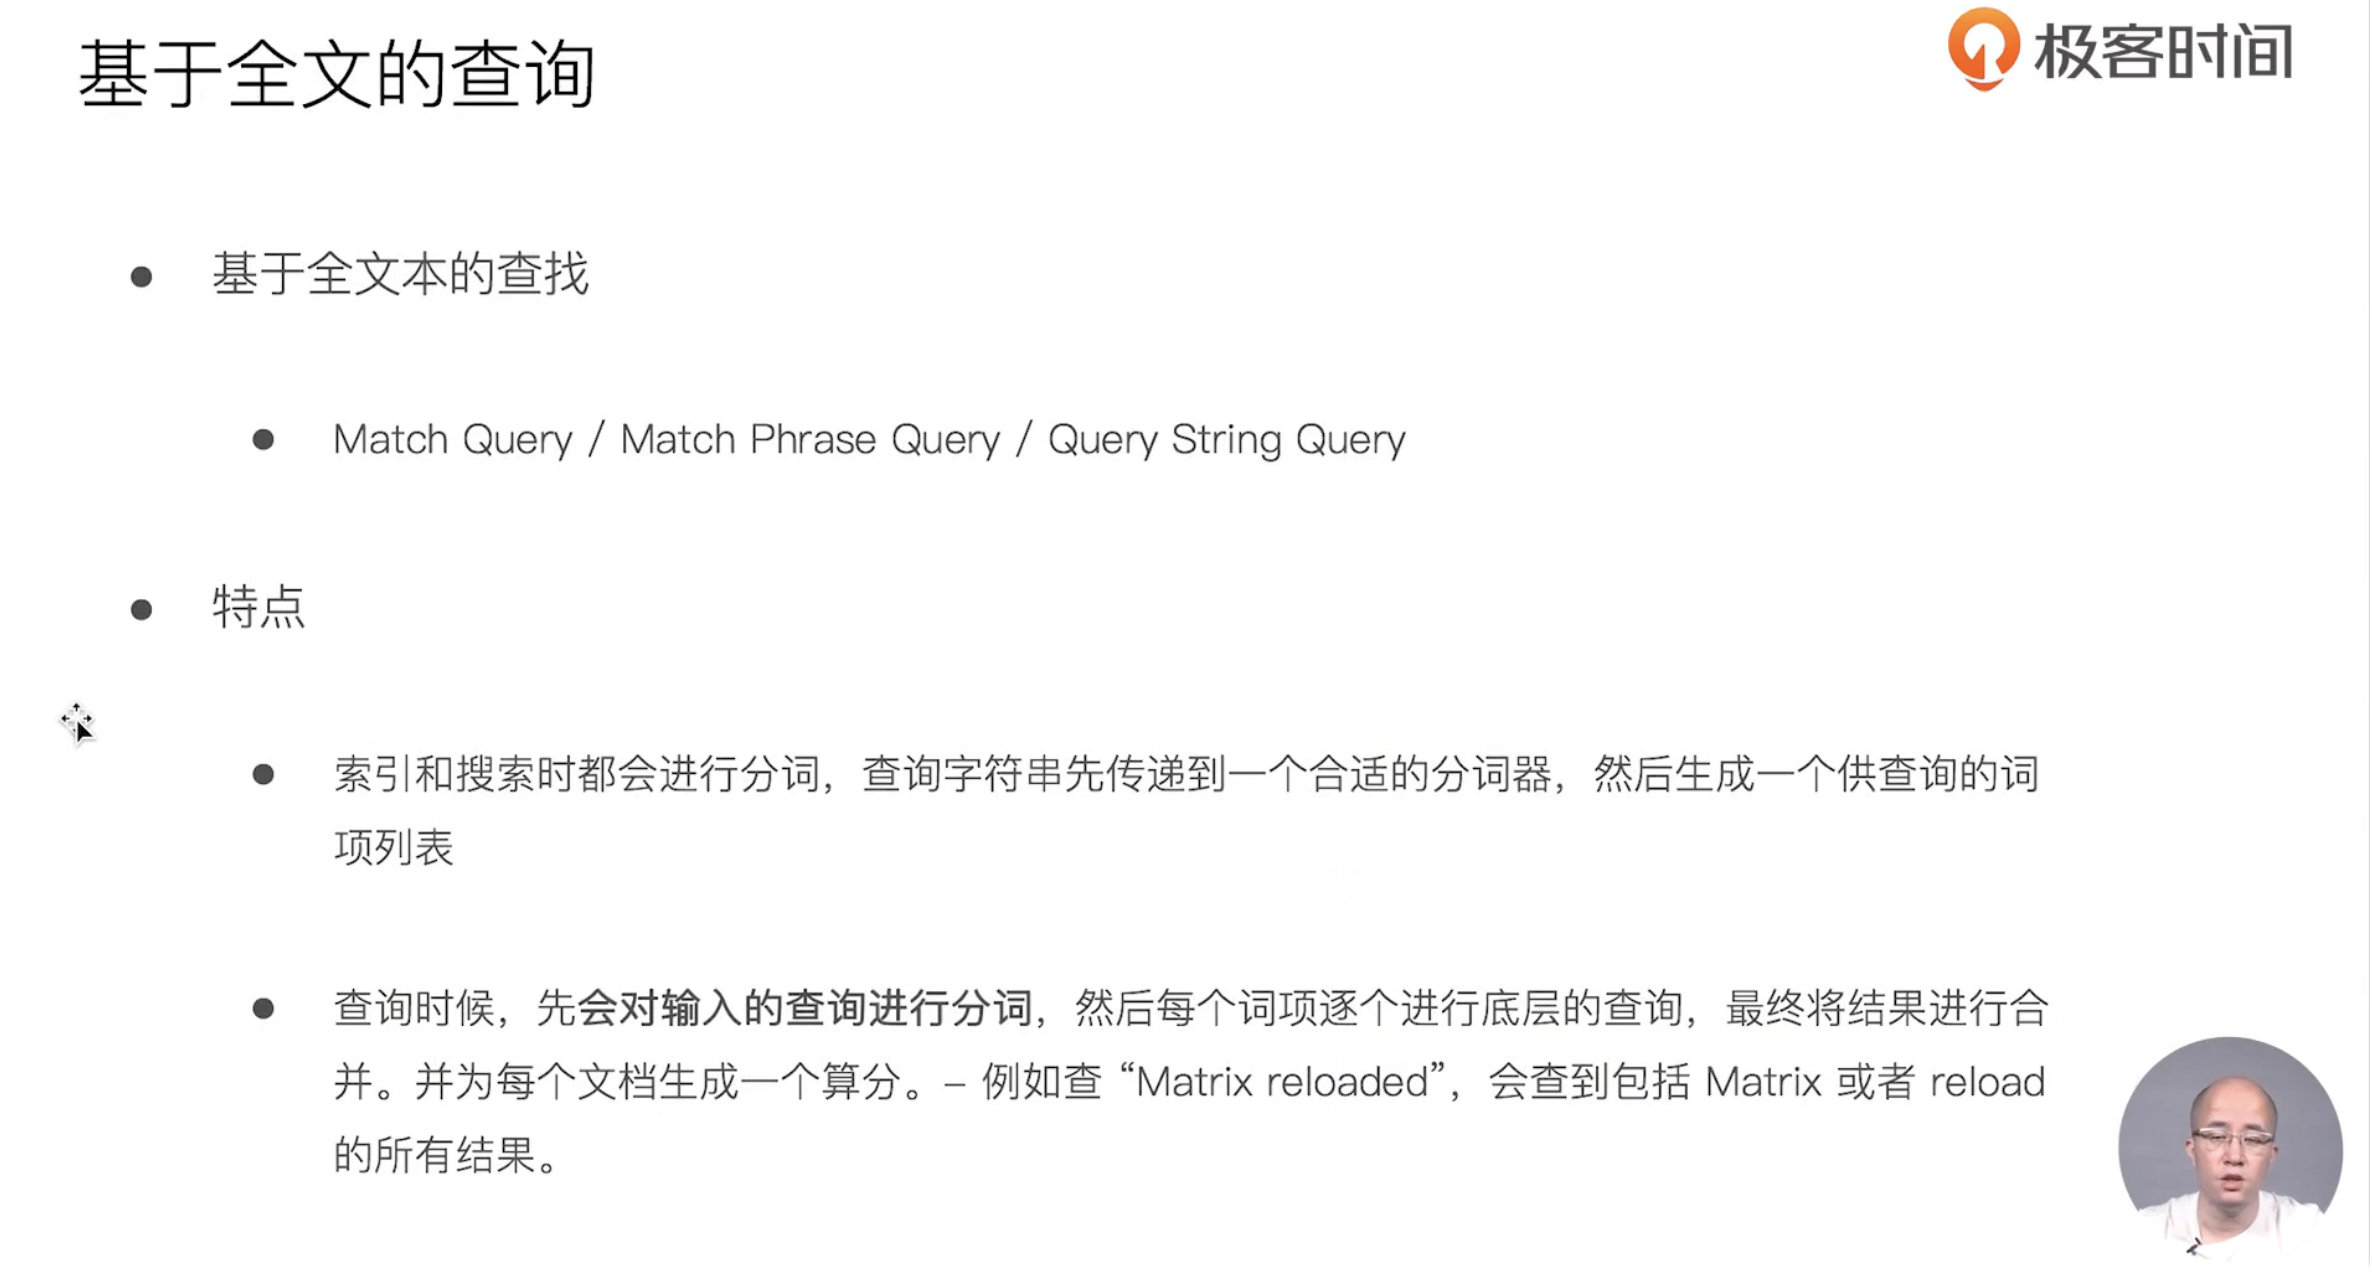 基于全文的查询
极客时间
基于全文本的查找
Match Query / Match Phrase Query / Query String Query
特点
索引和搜索时都会进行分词，查询字符串先传递到一个合适的分词器，然后生成一个供查询的词
项列表
查询时候，先会对输入的查询进行分词，然后每个词项逐个进行底层的查询，最终将结果进行合
并。并为每个文档生成一个算分。– 例如查 “Matrix reloaded”，会查到包括 Matrix 或者 reload
的所有结果。